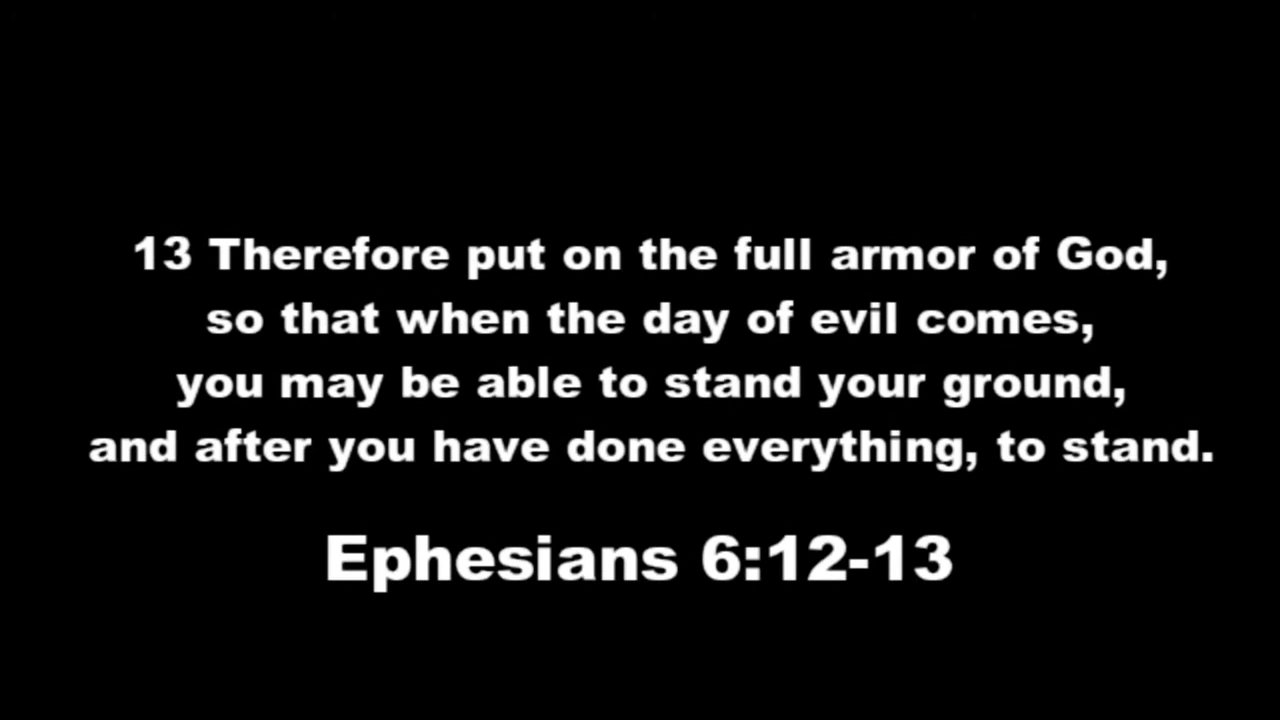 13 Therefore put on the full armor of God,
so that when the day of evil comes,
you may be able to stand your ground,
and after you have done everything, to stand.
Ephesians 6:12-13